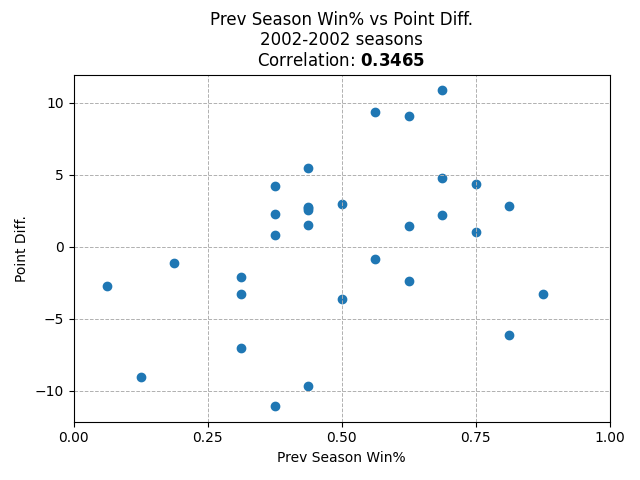 Prev Season Win% vs Point Diff.
2002-2002 seasons
Correlation: 0.3465
10
5
0
−5
−10
Point Diff.
0.00 0.25 0.50 0.75 1.00
Prev Season Win%